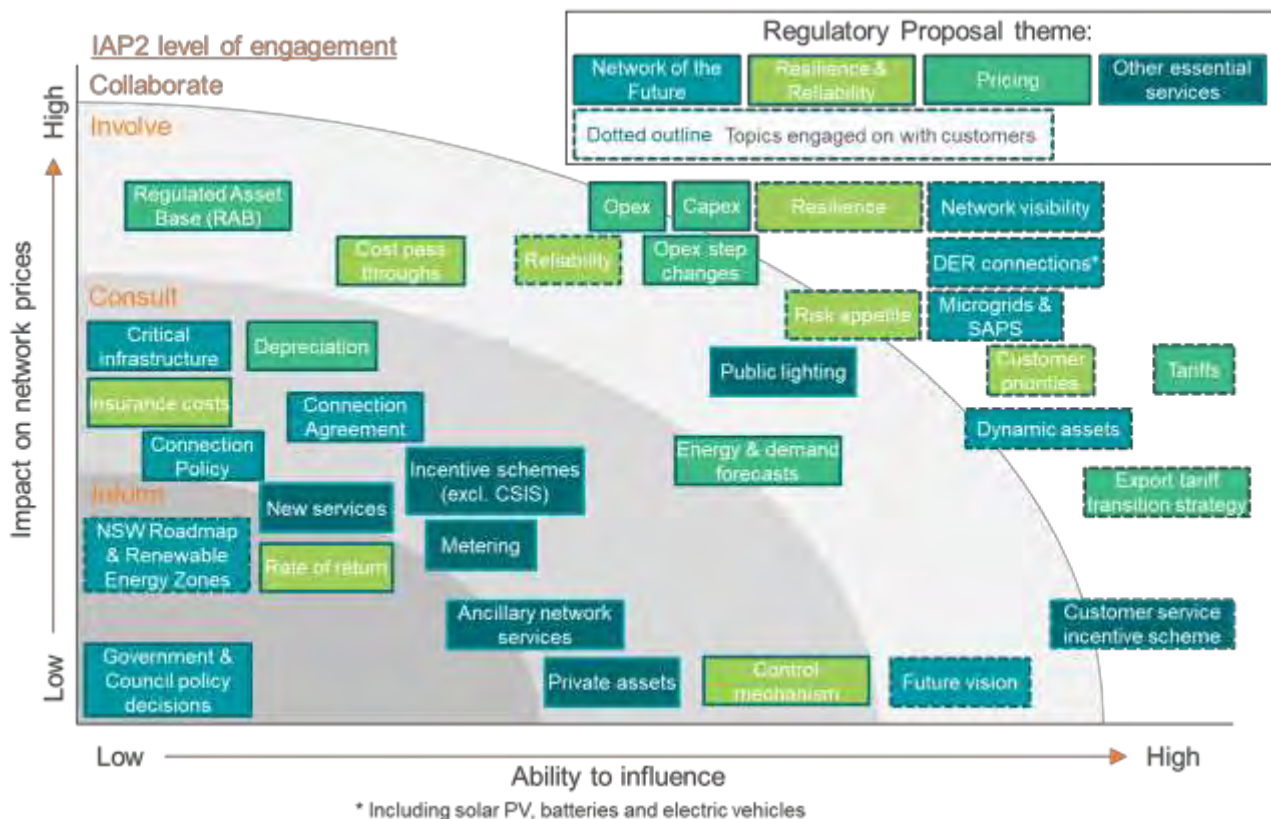 IAP2 level of engagement
Collaborate
Regulatory Proposal theme:
Network of the
Future
Resilience &
Reliability
Pricing
Other essential
services
Dotted outline Topics engaged on with customers
High
Involve
Regulated Asset
Base (RAB)
Opex
Capex
Resilience
Network visibility
Cost pass
throughs
Reliability
Opex step
changes
DER connections*
Consult
Risk appetite
Microgrids &
SAPS
Critical
infrastructure
Depreciation
Public lighting
Customer
priorities
Tariffs
Insurance costs
Connection
Agreement
Dynamic assets
Connection
Policy
Incentive schemes
(excl. CSIS)
Energy & demand
forecasts
Export tariff
transition strategy
Inform
New services
NSW Roadmap
& Renewable
Energy Zones
Rate of return
Metering
Ancillary network
services
Customer service
incentive scheme
Government &
Council policy
decisions
Private assets
Control
mechanism
Future vision
Impact on network prices
Low
Low
High
Ability to influence
* Including solar PV, batteries and electric vehicles